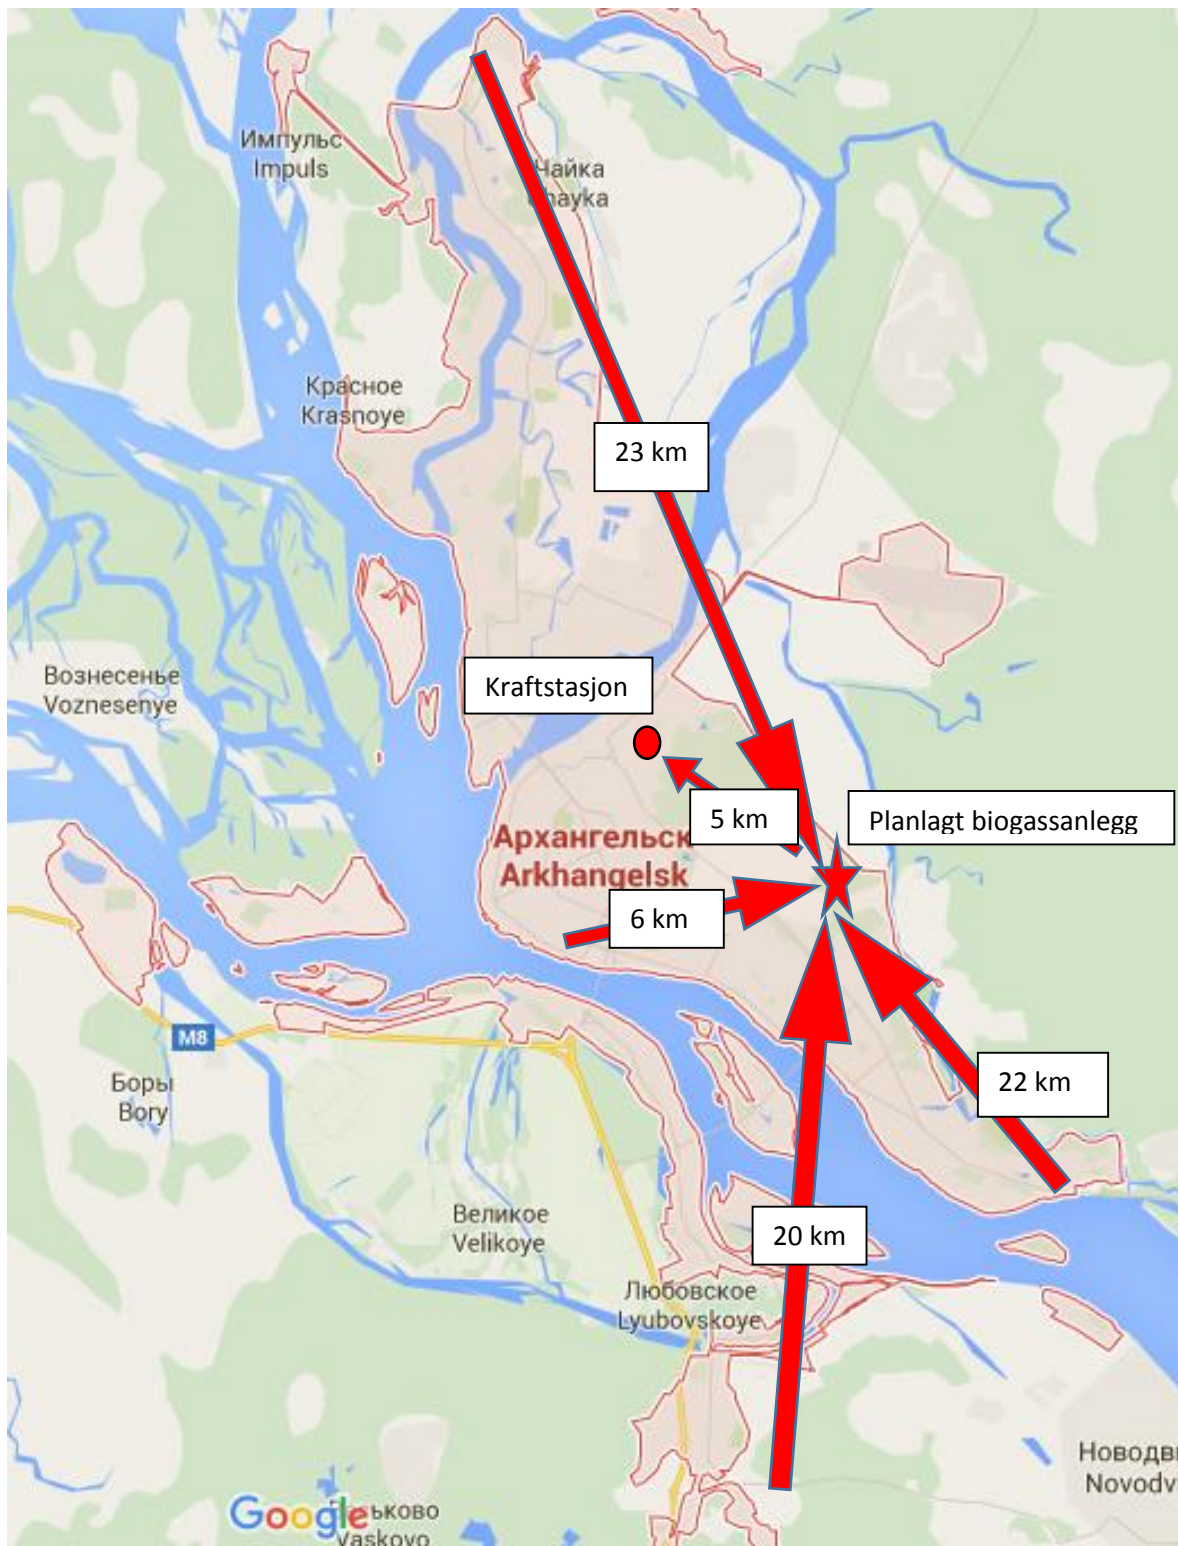 Импульс
Impuls
Чайка
Chayka
Красное
Krasnoye
23 km
Вознесенье
Voznesenye
Kraftstasjon
5 km
Planlagt biogassanlegg
Архангельск
Arkhangelsk
6 km
M8
Боры
Bory
22 km
Великое
Velikoye
20 km
Любовское
Lyubovskoye
Новодви
Novodv
Google
ьково
Vaskovo